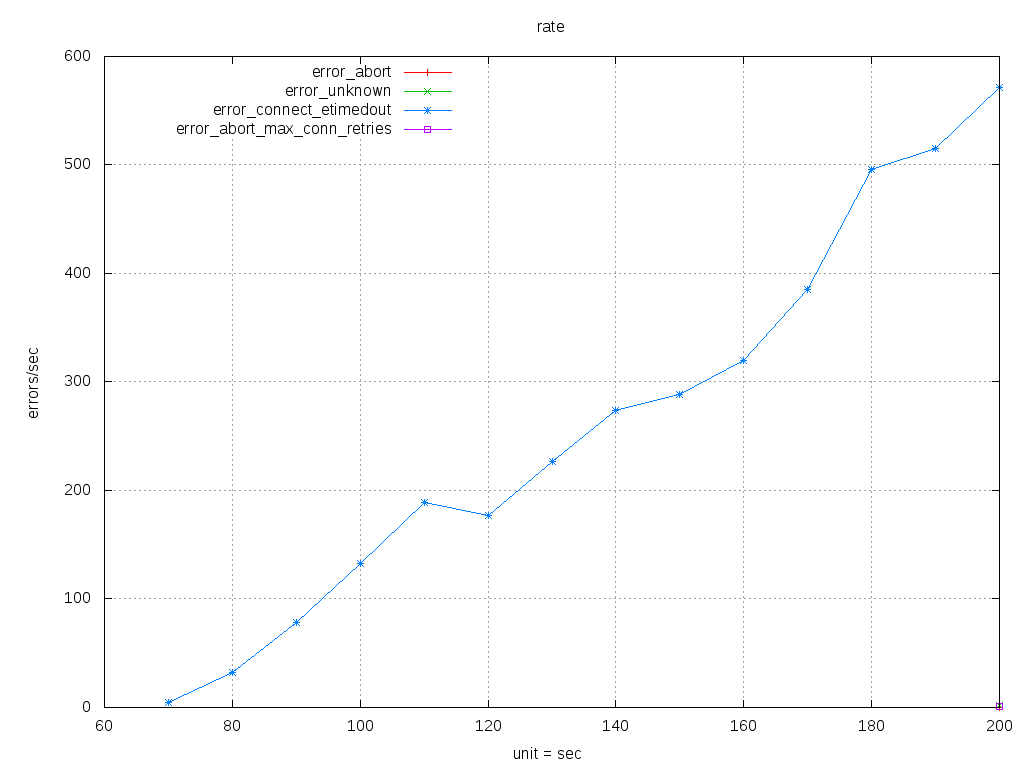 rate
600
500
400
300
200
100
0
errors/sec
error_abort
error_unknown
error_connect_etimedout
error_abort_max_conn_retries
60 80 100 120 140 160 180 200
unit = sec